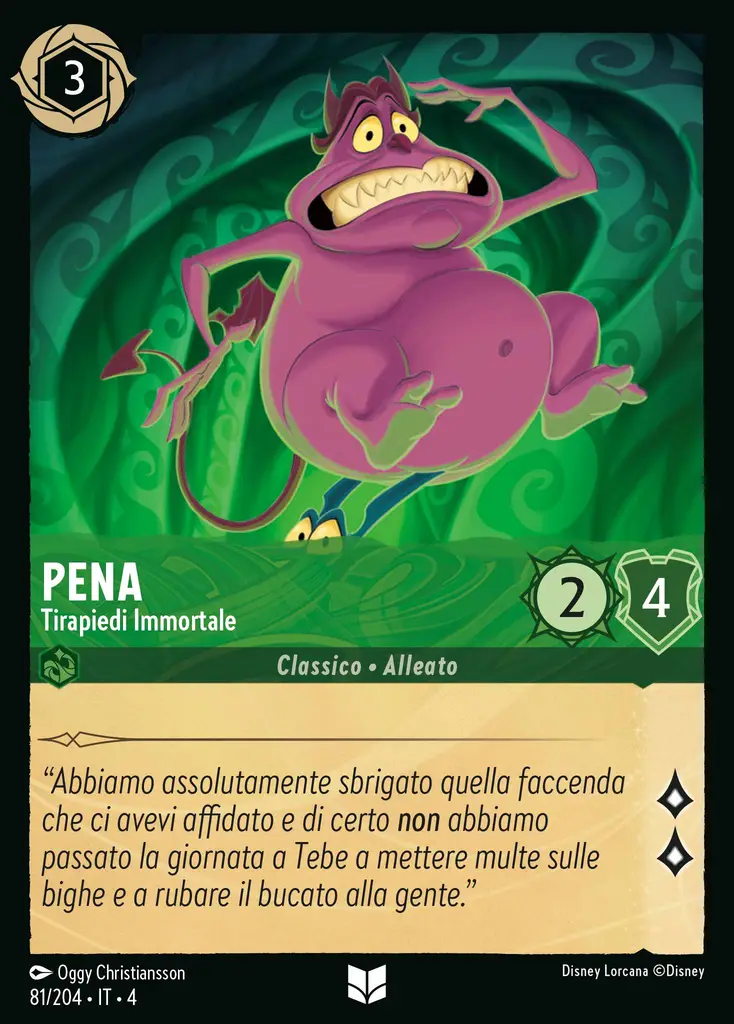 3
PENA
Tirapiedi Immortale
2
4
Classico • Alleato
“Abbiamo assolutamente sbrigato quella faccenda
che ci avevi affidato e di certo non abbiamo
passato la giornata a Tebe a mettere multe sulle
bighe e a rubare il bucato alla gente.”
Oggy Christiansson
Disney Lorcana ©Disney
81/204 • IT • 4